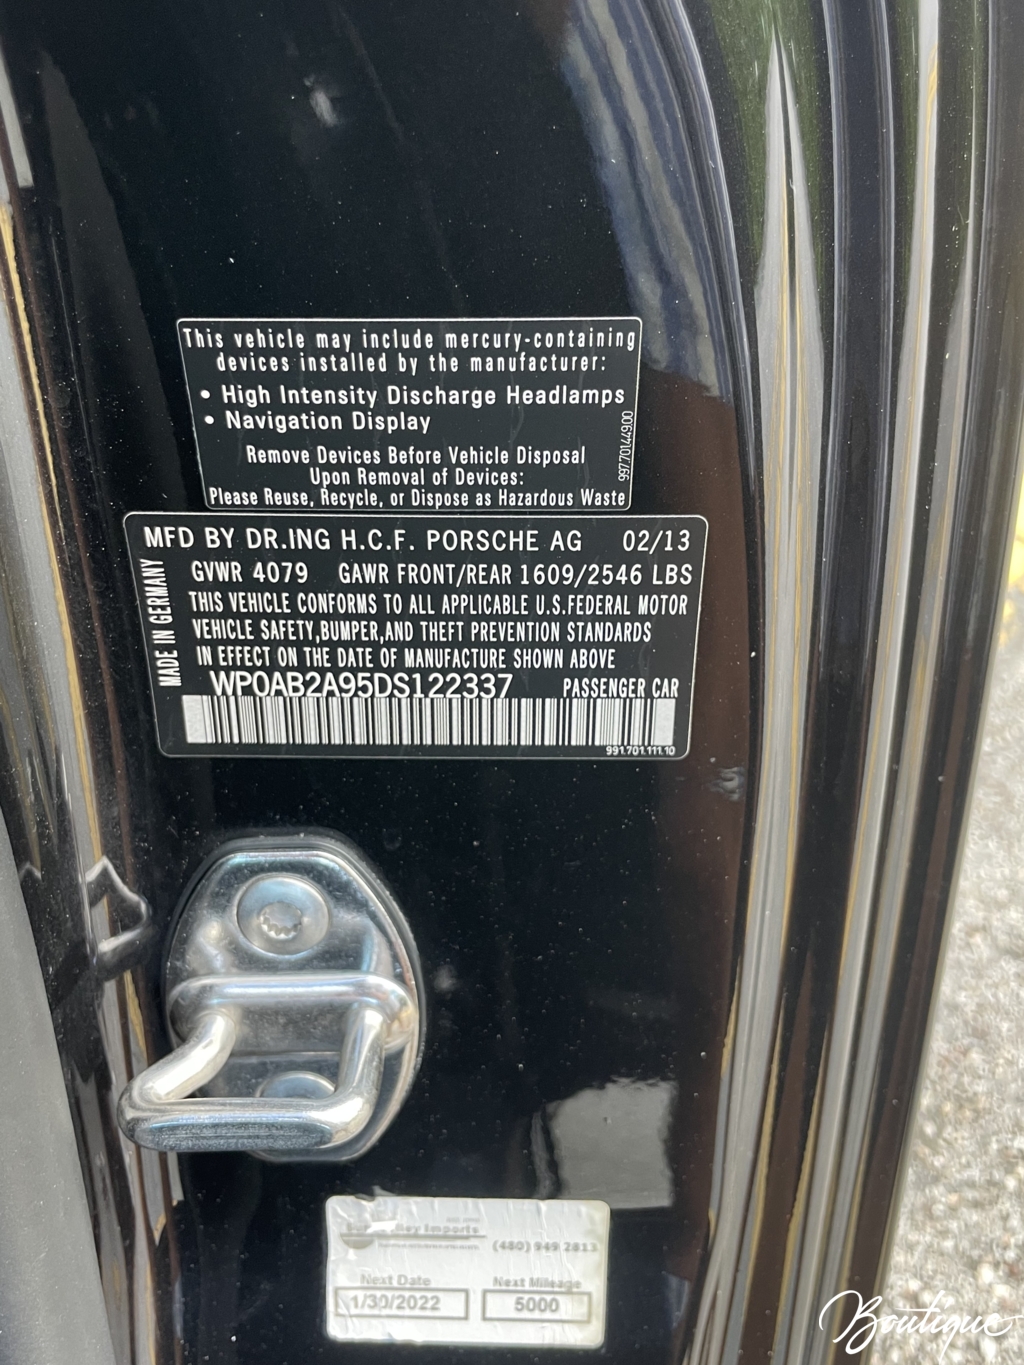 This vehicle may include mercury-containing
devices installed by the manufacturer:
• High Intensity Discharge Headlamps
• Navigation Display
Remove Devices Before Vehicle Disposal
Upon Removal of Devices:
Please Reuse, Recycle, or Dispose as Hazardous Waste
997.701.449.00
MFD BY DR.ING H.C.F. PORSCHE AG 02/13
MADE IN GERMANY
GVWR 4079 GAWR FRONT/REAR 1609/2546 LBS
THIS VEHICLE CONFORMS TO ALL APPLICABLE U.S.FEDERAL MOTOR
VEHICLE SAFETY,BUMPER,AND THEFT PREVENTION STANDARDS
IN EFFECT ON THE DATE OF MANUFACTURE SHOWN ABOVE
WP0AB2A95DS122337 PASSENGER CAR
991.701.111.10
Imports
(480) 949 2813
Next Date Next Mileage
1/30/2022 5000
Boutique